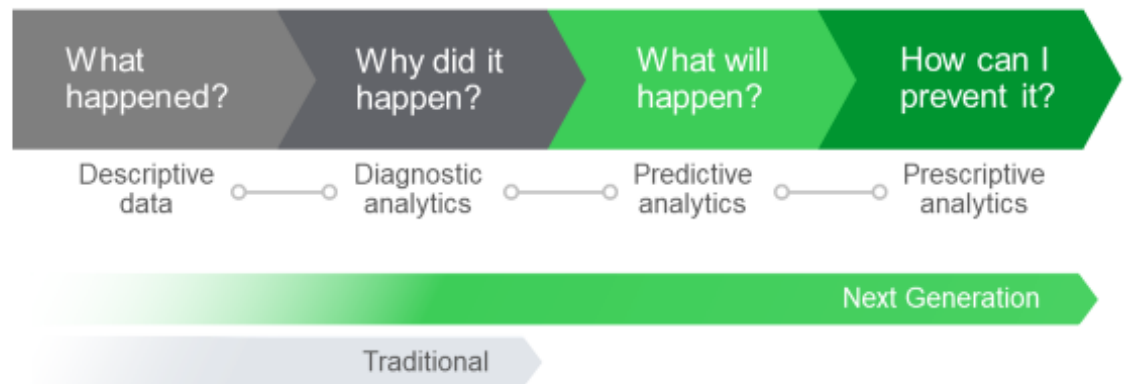 What
happened?
Why did it
happen?
What will
happen?
How can I
prevent it?
Descriptive
data
Diagnostic
analytics
Predictive
analytics
Prescriptive
analytics
Next Generation
Traditional